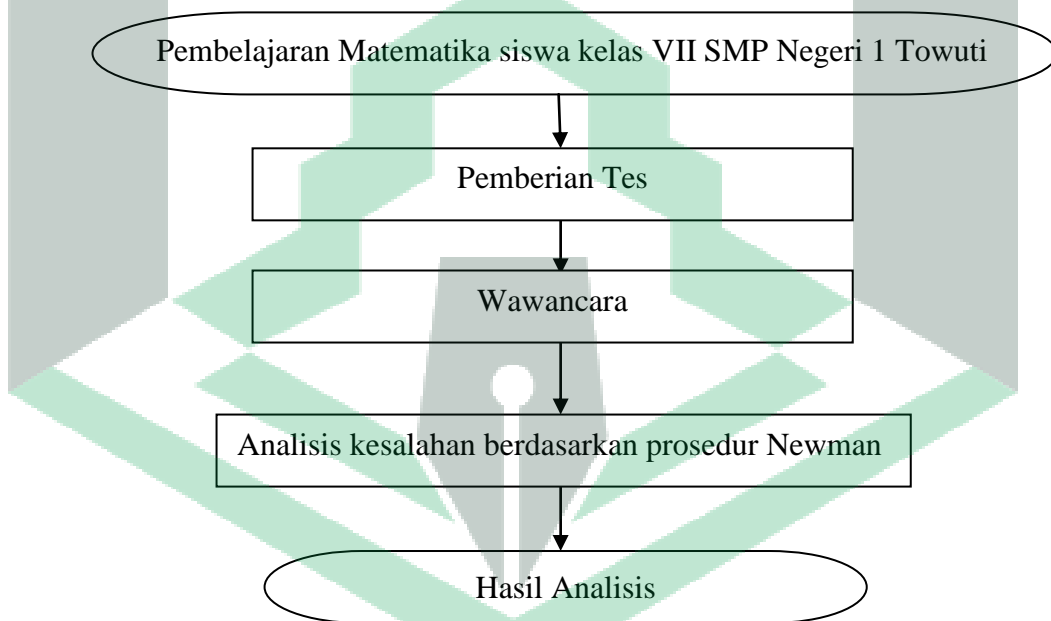 Pembelajaran Matematika siswa kelas VII SMP Negeri 1 Towuti
Pemberian Tes
Wawancara
Analisis kesalahan berdasarkan prosedur Newman
Hasil Analisis